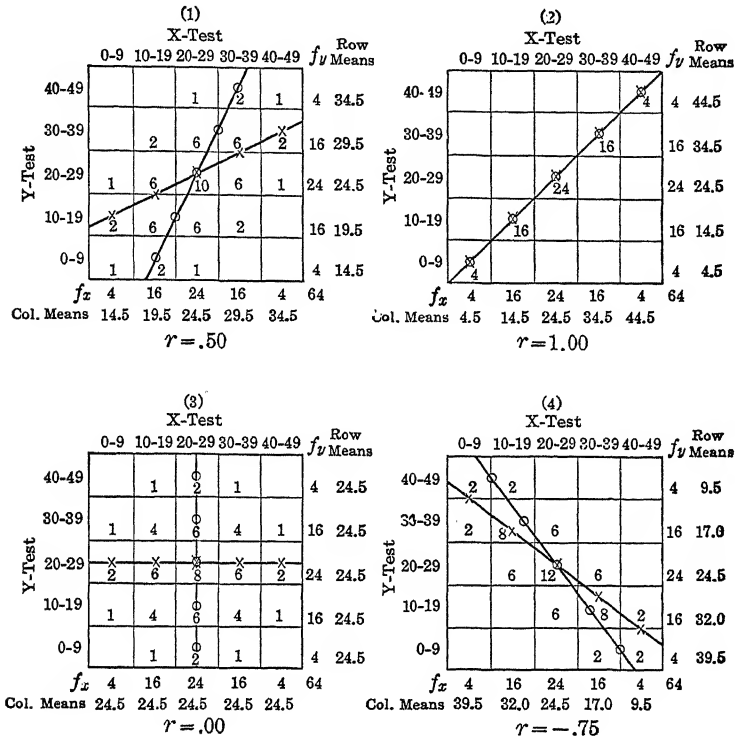 (1)
X-Test
0-9 10-19 20-29 30-39 40-49 fy Row Means
40-49 1 2 1 4 34.5
30-39 2 6 6 2 16 29.5
Y-Test
20-29 1 6 10 6 1 24 24.5
10-19 2 6 6 2 16 19.5
0-9 1 2 1 4 14.5
fx 4 16 24 16 4 64
Col. Means 14.5 19.5 24.5 29.5 34.5
r=.50
(2)
X-Test
0-9 10-19 20-29 30-39 40-49 fy Row Means
40-19 4 4 44.5
30-39 16 16 34.5
Y-Test
20-29 24 24 24.5
10-19 16 16 14.5
0-9 4 4 4.5
fx 4 16 24 16 4 64
Col. Means 4.5 14.5 24.5 34.5 44.5
r=1.00
(3)
X-Test
0-9 10-19 20-29 30-39 40-49 fy Row Means
40-49 1 2 1 4 24.5
30-39 1 4 6 4 1 16 24.5
Y-Test
20-29 2 6 8 6 2 24 24.5
10-19 1 4 6 4 1 16 24.5
0-9 1 2 1 4 24.5
fx 4 16 24 16 4 64
Col. Means 24.5 24.5 24.5 24.5 24.5
r=.00
(4)
X-Test
0-9 10-19 20-29 30-39 40-49 fy Row Means
40-49 2 2 4 9.5
30-39 2 8 6 16 17.0
Y-Test
20-29 6 12 6 24 24.5
10-19 6 8 2 16 32.0
0-9 2 2 4 39.5
fx 4 16 24 16 4 64
Col. Means 39.5 32.0 24.5 17.0 9.5
r=-.75